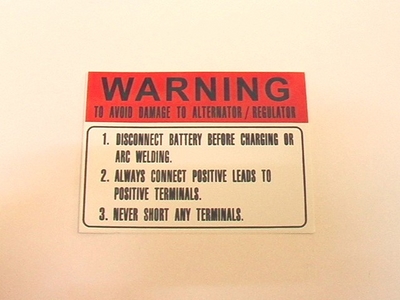 WARNING
TO AVOID DAMAGE TO ALTERNATOR/REGULATOR
1. DISCONNECT BATTERY BEFORE CHARGING OR
ARC WELDING.
2. ALWAYS CONNECT POSITIVE LEADS TO
POSITIVE TERMINALS.
3. NEVER SHORT ANY TERMINALS.